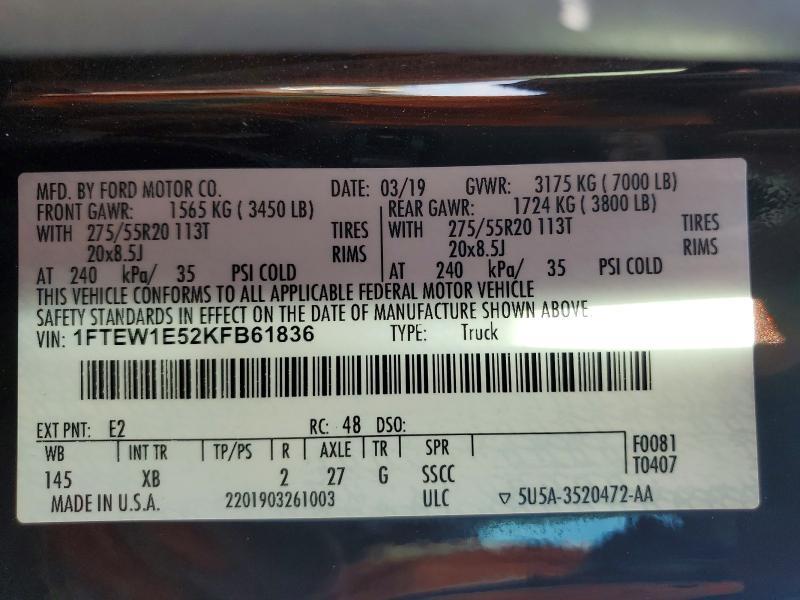 MFD. BY FORD MOTOR CO. DATE: 03/19 GVWR: 3175 KG ( 7000 LB)
FRONT GAWR: 1565 KG ( 3450 LB) REAR GAWR: 1724 KG ( 3800 LB)
WITH 275/55R20 113T TIRES WITH 275/55R20 113T TIRES
20x8.5J RIMS 20x8.5J RIMS
AT 240 kPa/ 35 PSI COLD AT 240 kPa/ 35 PSI COLD
THIS VEHICLE CONFORMS TO ALL APPLICABLE FEDERAL MOTOR VEHICLE
SAFETY STANDARDS IN EFFECT ON THE DATE OF MANUFACTURE SHOWN ABOVE.
VIN: 1FTEW1E52KFB61836 TYPE: Truck
EXT PNT: E2 RC: 48 DSO:
WB INT TR TP/PS R AXLE TR SPR F0081
145 XB 2 27 G SSCC T0407
MADE IN U.S.A. 2201903261003 ULC ▽ 5U5A-3520472-AA